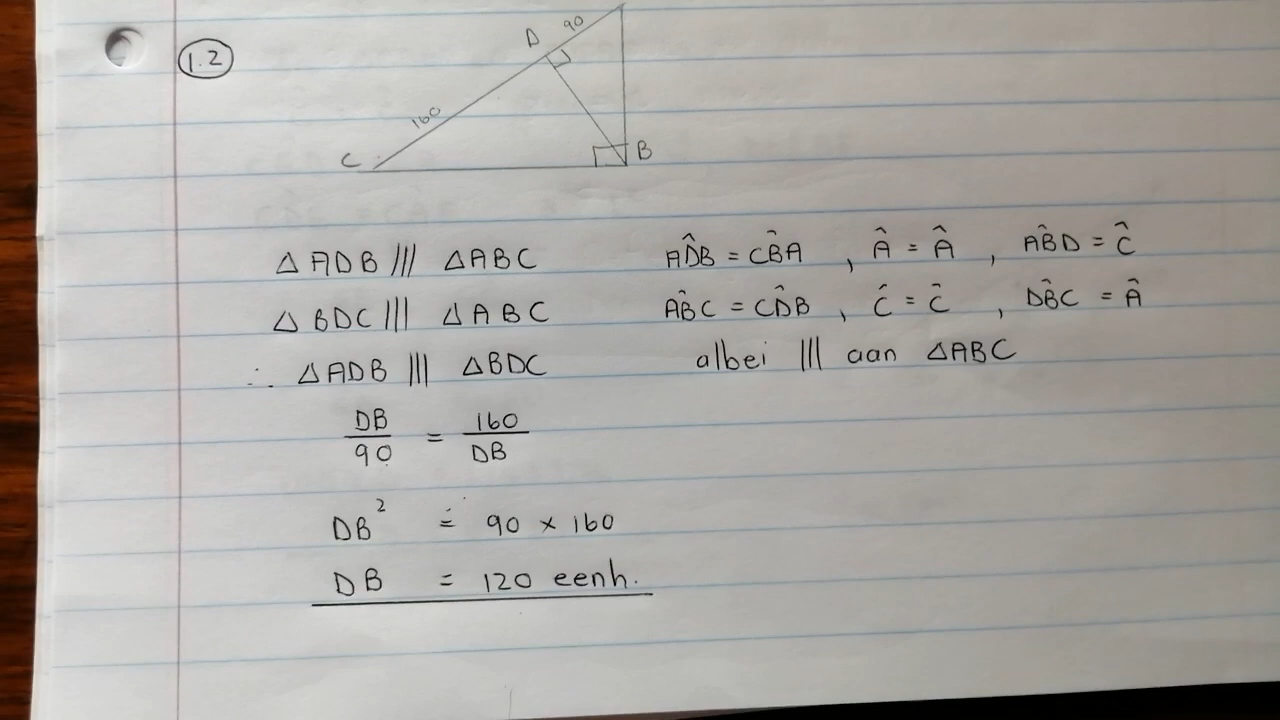 1.2
D 90
160
C B
△ADB ||| △ABC AD̂B = CB̂A , Â = Â , AB̂D = Ĉ
△BDC ||| △ABC AB̂C = CD̂B , Ĉ = Ĉ , DB̂C = Â
∴ △ADB ||| △BDC albei ||| aan △ABC
DB/90 = 160/DB
DB² = 90 × 160
DB = 120 eenh.